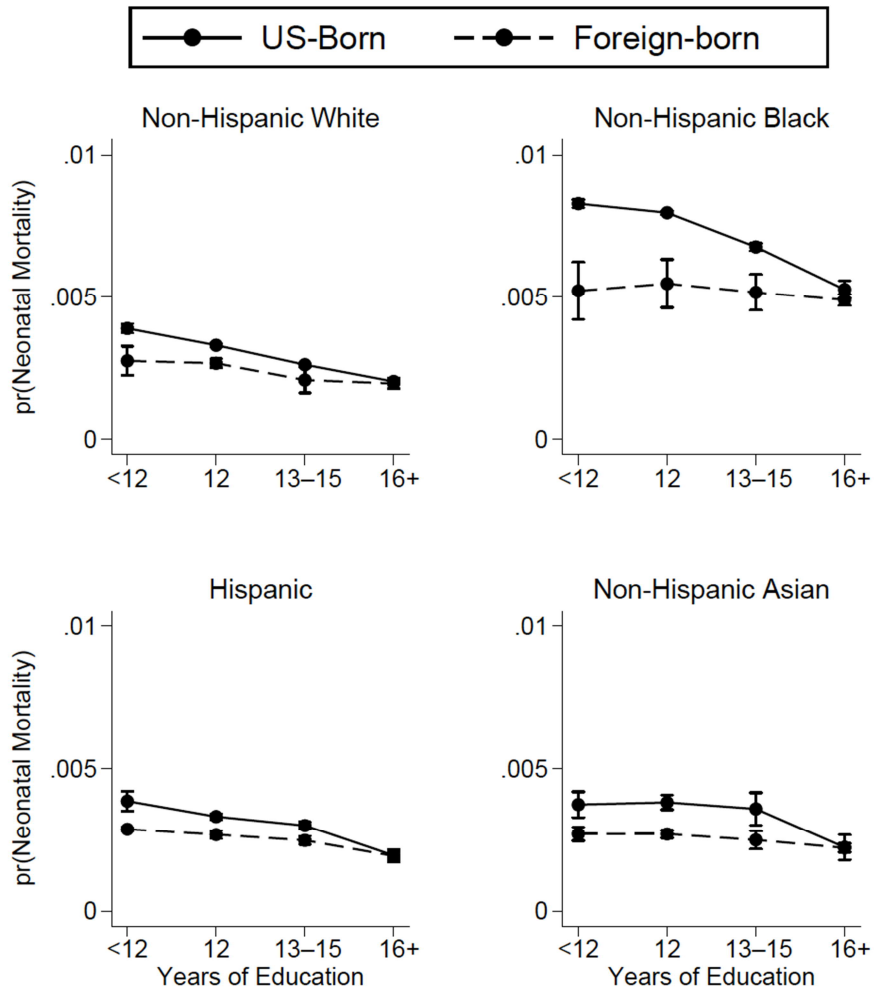 US-Born Foreign-born
Non-Hispanic White
pr(Neonatal Mortality)
.01
.005
0
<12 12 13–15 16+
Non-Hispanic Black
.01
.005
0
<12 12 13–15 16+
Hispanic
pr(Neonatal Mortality)
.01
.005
0
<12 12 13–15 16+
Years of Education
Non-Hispanic Asian
.01
.005
0
<12 12 13–15 16+
Years of Education